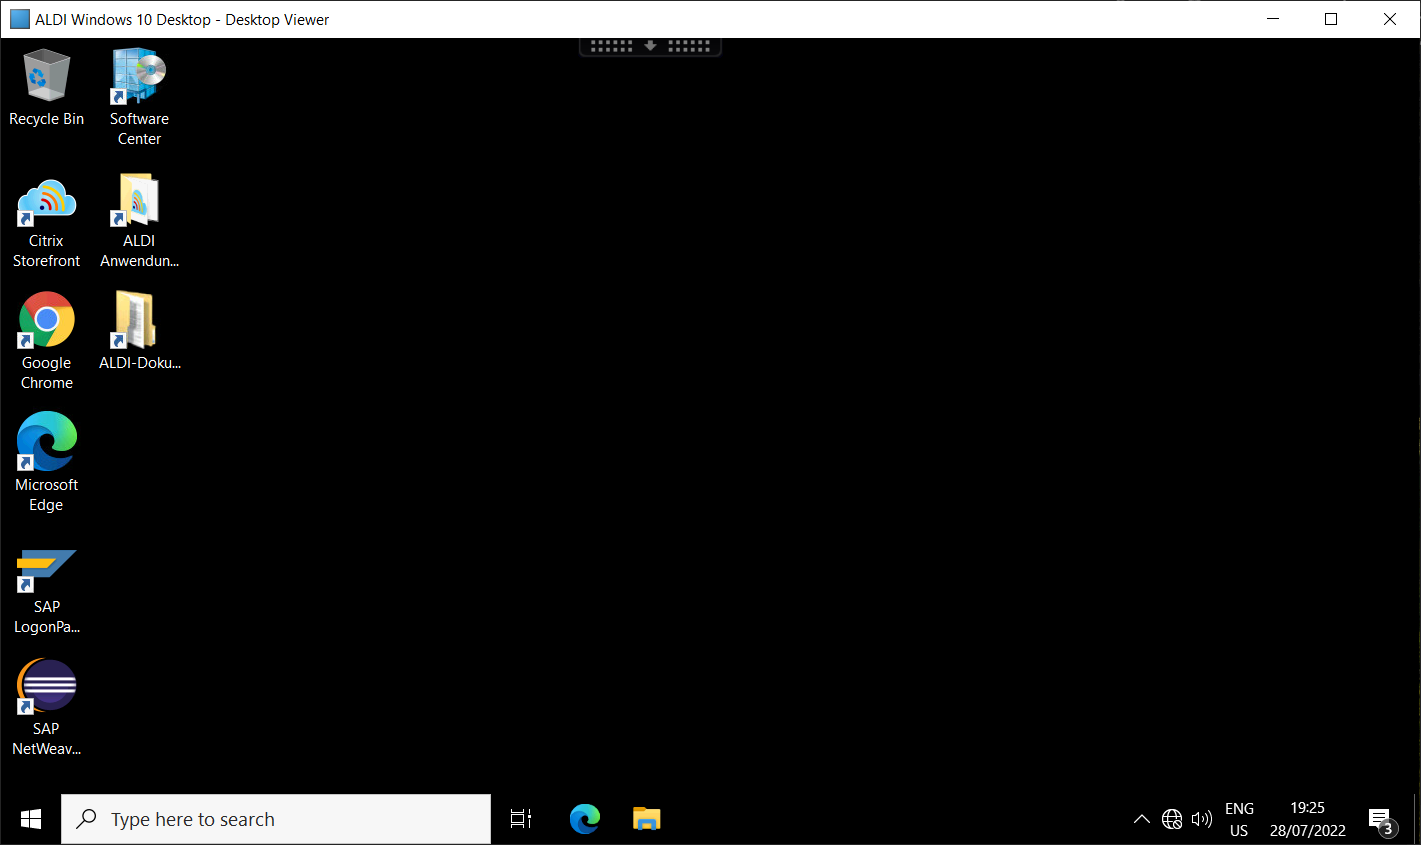 ALDI Windows 10 Desktop - Desktop Viewer
Recycle Bin
Software
Center
Citrix
Storefront
ALDI
Anwendun...
Google
Chrome
ALDI-Doku...
Microsoft
Edge
SAP
LogonPa...
SAP
NetWeav...
Type here to search
ENG
US
19:25
28/07/2022
3